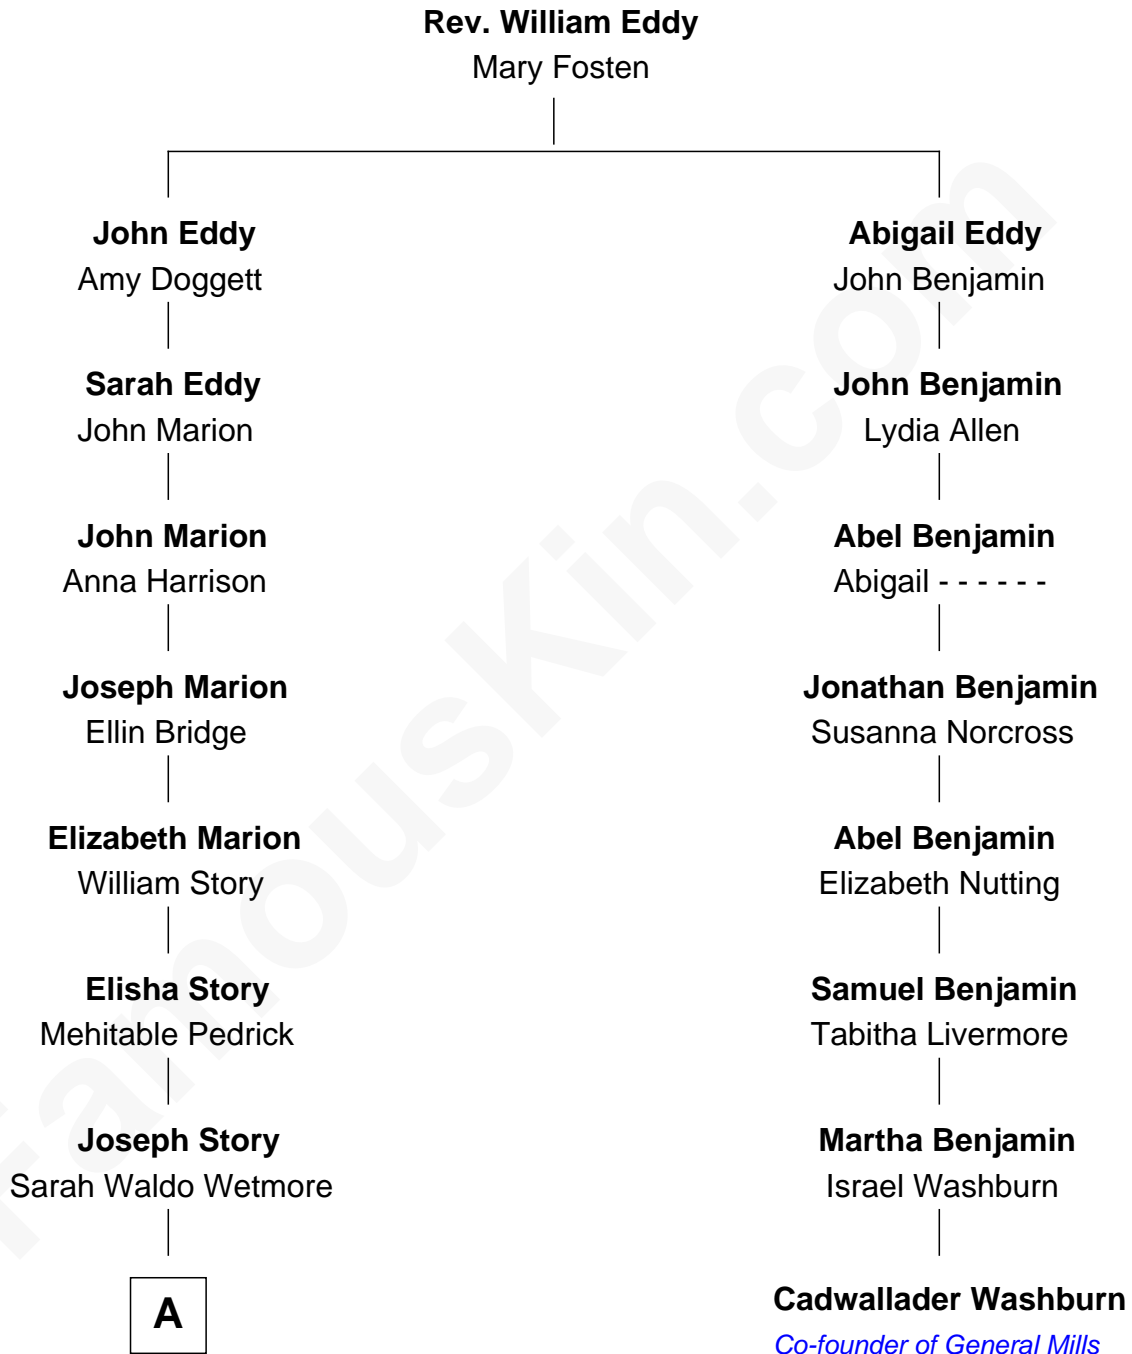 Rev. William Eddy
Mary Fosten
John Eddy
Amy Doggett
Abigail Eddy
John Benjamin
Sarah Eddy
John Marion
John Benjamin
Lydia Allen
John Marion
Anna Harrison
Abel Benjamin
Abigail - - - - - -
Joseph Marion
Ellin Bridge
Jonathan Benjamin
Susanna Norcross
Elizabeth Marion
William Story
Abel Benjamin
Elizabeth Nutting
Elisha Story
Mehitable Pedrick
Samuel Benjamin
Tabitha Livermore
Joseph Story
Sarah Waldo Wetmore
Martha Benjamin
Israel Washburn
A
Cadwallader Washburn
Co-founder of General Mills
FamousKin.com